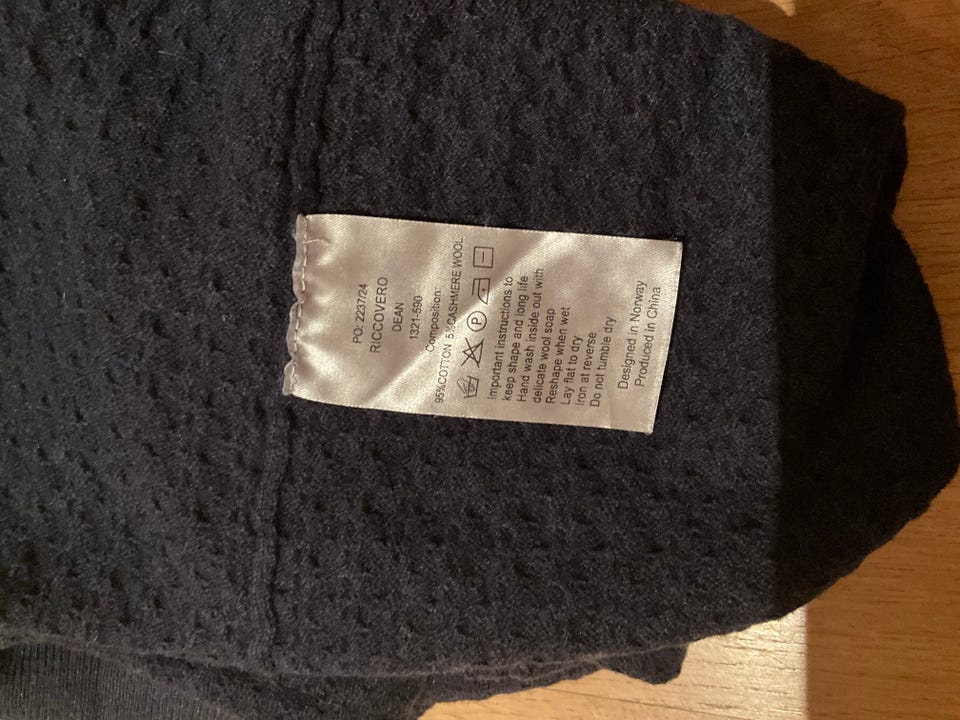 PO: 2237/24
RICCOVERO
DEAN
1321-590
Composition:
95%COTTON 5%CASHMERE WOOL
P
Important instructions to
keep shape and long life
Hand wash inside out with
delicate wool soap
Reshape when wet
Lay flat to dry
Iron at reverse
Do not tumble dry
Designed in Norway
Produced in China